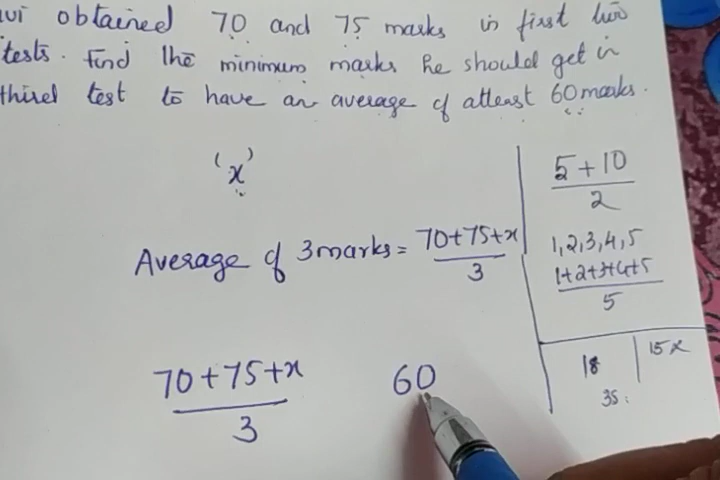 obtained 70 and 75 marks in first two
tests. Find the minimum marks he should get in
third test to have an average of atleast 60 marks.
(x)
Average of 3 marks = 70+75+x
3
70+75+x
3
60
5+10
2
1,2,3,4,5
1+2+3+4+5
5
18
35